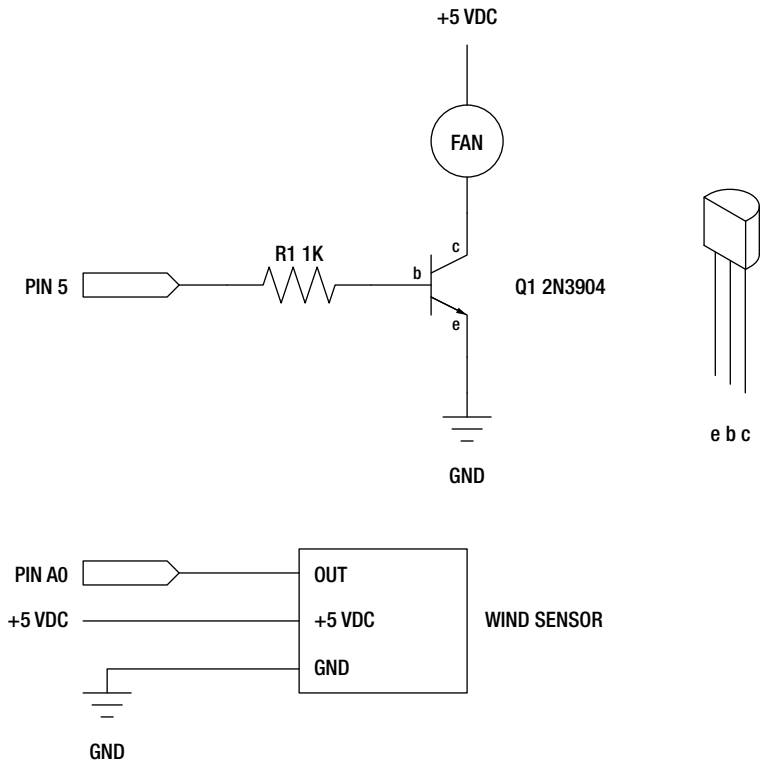 +5 VDC
FAN
R1 1K
c
b
PIN 5
Q1 2N3904
e
e b c
GND
PIN A0
OUT
+5 VDC
+5 VDC
WIND SENSOR
GND
GND